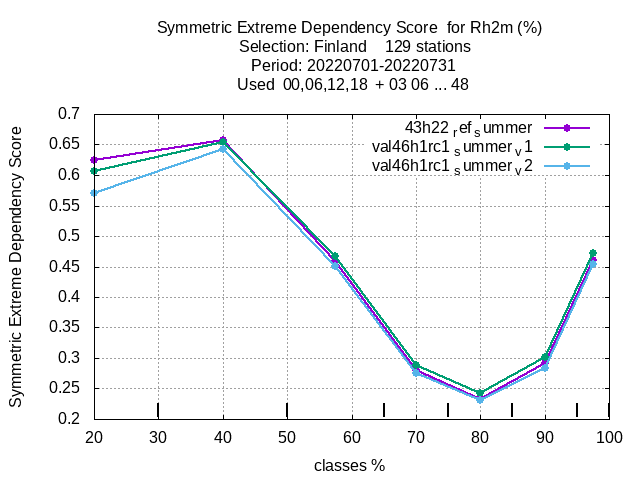 Symmetric Extreme Dependency Score  for Rh2m (%)
Selection: Finland    129 stations
Period: 20220701-20220731
Used  00,06,12,18  + 03 06 ... 48
Symmetric Extreme Dependency Score
0.7
0.65
0.6
0.55
0.5
0.45
0.4
0.35
0.3
0.25
0.2
43h22 ref summer
val46h1rc1 summer v1
val46h1rc1 summer v2
20 30 40 50 60 70 80 90 100
classes %